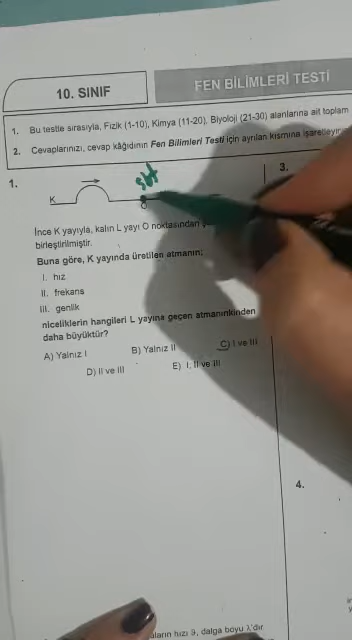 10. SINIF
FEN BİLİMLERİ TESTİ
1. Bu testte sırasıyla, Fizik (1-10), Kimya (11-20), Biyoloji (21-30) alanlarına ait toplam
2. Cevaplarınızı, cevap kâğıdının Fen Bilimleri Testi için ayrılan kısmına işaretleyin
1.
sbt
K
O
İnce K yayıyla, kalın L yayı O noktasından
birleştirilmiştir.
Buna göre, K yayında üretilen atmanın;
I. hız
II. frekans
III. genlik
niceliklerin hangileri L yayına geçen atmanınkinden
daha büyüktür?
A) Yalnız I
B) Yalnız II
C) I ve III
D) II ve III
E) I, II ve III
3.
4.
ların hızı ϑ, dalga boyu λ'dır